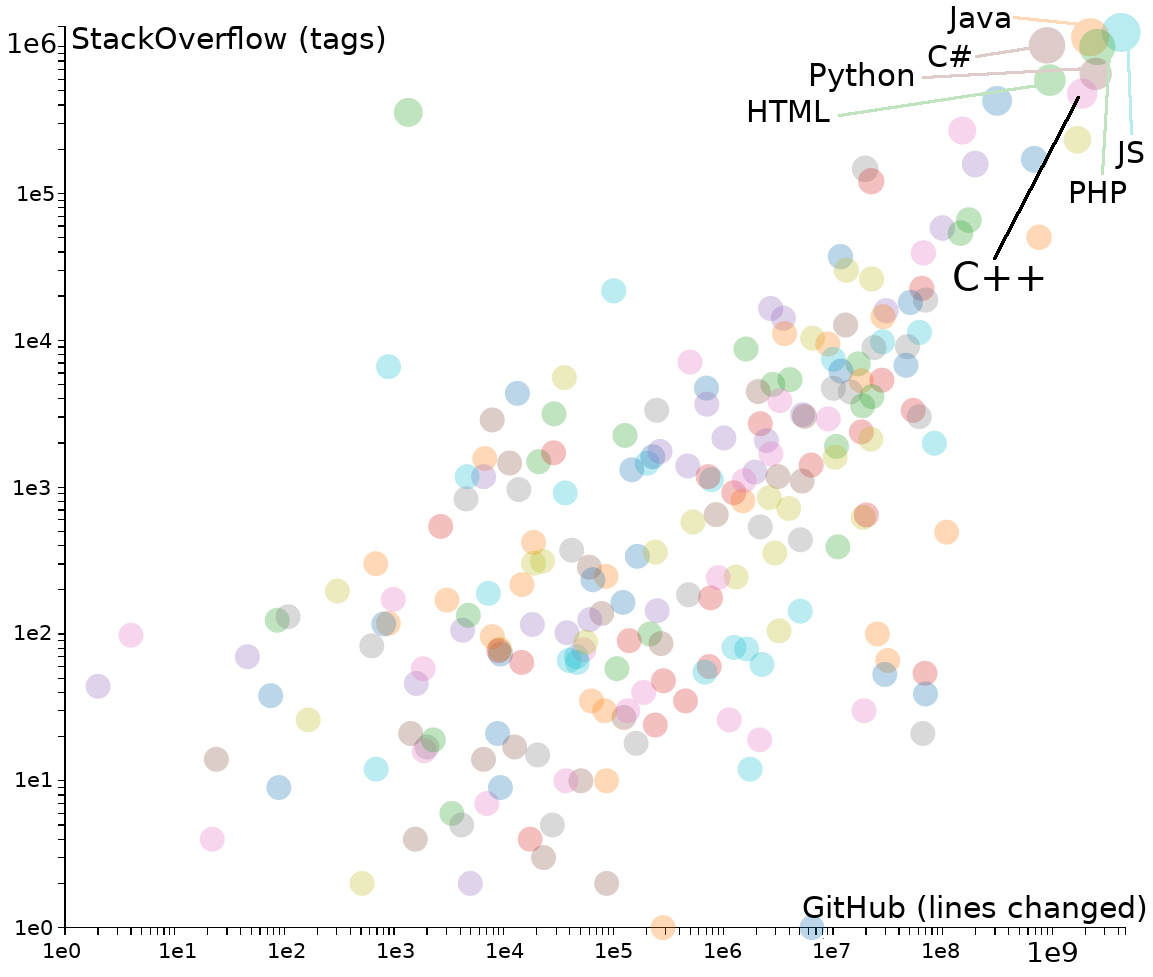 StackOverflow (tags)
Java
C#
Python
HTML
JS
PHP
C++
GitHub (lines changed)
1e6
1e5
1e4
1e3
1e2
1e1
1e0
1e0 1e1 1e2 1e3 1e4 1e5 1e6 1e7 1e8 1e9